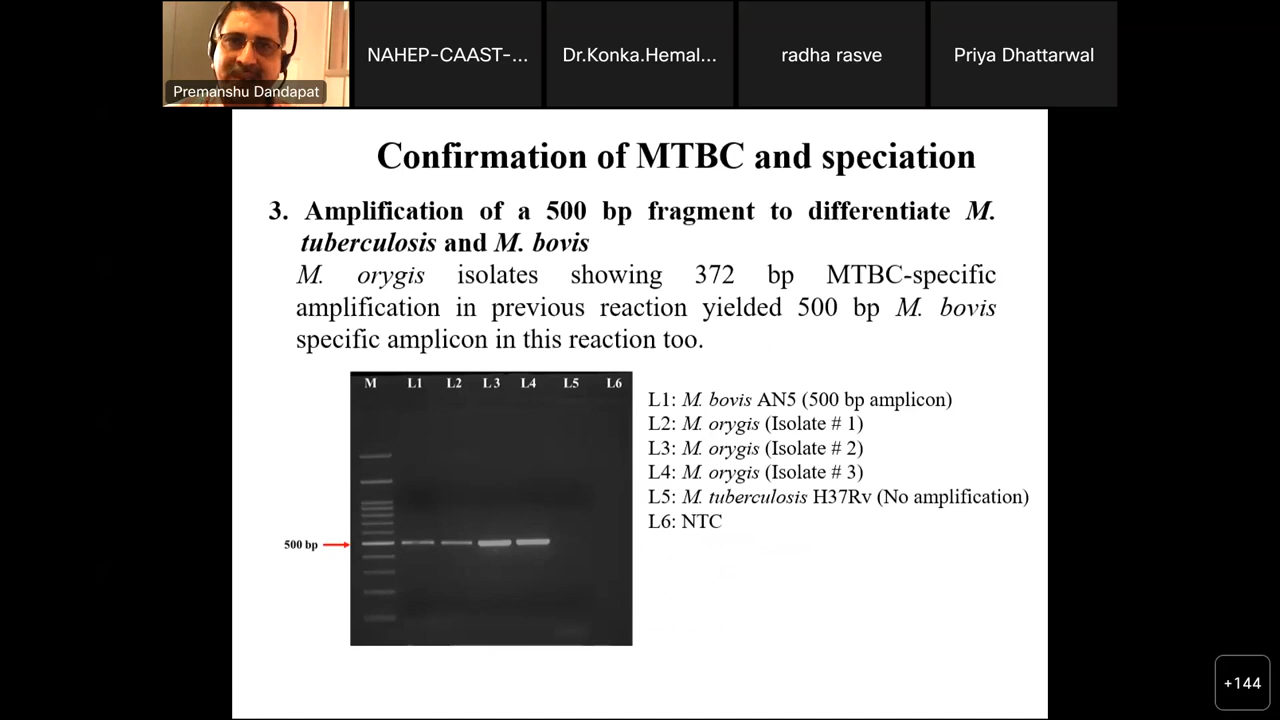 NAHEP-CAAST-...
Dr.Konka.Hemal...
radha rasve
Priya Dhattarwal
Premanshu Dandapat
Confirmation of MTBC and speciation
3. Amplification of a 500 bp fragment to differentiate M.
tuberculosis and M. bovis
M. orygis isolates showing 372 bp MTBC-specific
amplification in previous reaction yielded 500 bp M. bovis
specific amplicon in this reaction too.
M L1 L2 L3 L4 L5 L6
500 bp
L1: M. bovis AN5 (500 bp amplicon)
L2: M. orygis (Isolate # 1)
L3: M. orygis (Isolate # 2)
L4: M. orygis (Isolate # 3)
L5: M. tuberculosis H37Rv (No amplification)
L6: NTC
+144